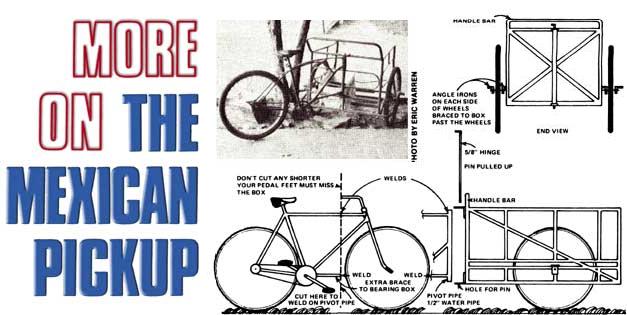 MORE
ON THE
MEXICAN
PICKUP
PHOTO BY ERIC WARREN
HANDLE BAR
ANGLE IRONS
ON EACH SIDE
OF WHEELS
BRACED TO BOX
PAST THE WHEELS
END VIEW
5/8" HINGE
PIN PULLED UP
DON'T CUT ANY SHORTER
YOUR PEDAL FEET MUST MISS
THE BOX
WELDS
HANDLE BAR
WELD
WELD
EXTRA BRACE
TO BEARING BOX
CUT HERE TO
WELD ON PIVOT PIPE
PIVOT PIPE
1/2" WATER PIPE
HOLE FOR PIN